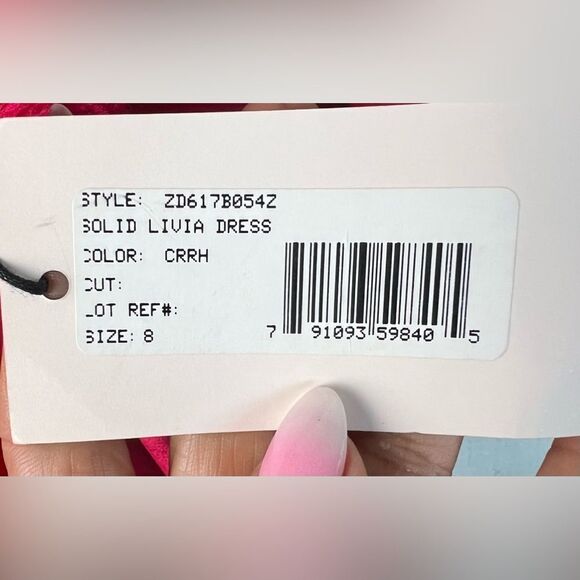 STYLE: ZD617B054Z
SOLID LIVIA DRESS
COLOR: CRRH
CUT:
LOT REF#:
SIZE: 8
7 91093 59840 5